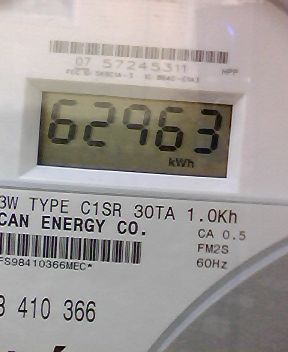 07 57245311
NPP
62963
kWh
3W TYPE C1SR 30TA 1.0Kh
CAN ENERGY CO.
CA 0.5
FM2S
60Hz
FS98410366MEC*
410 366